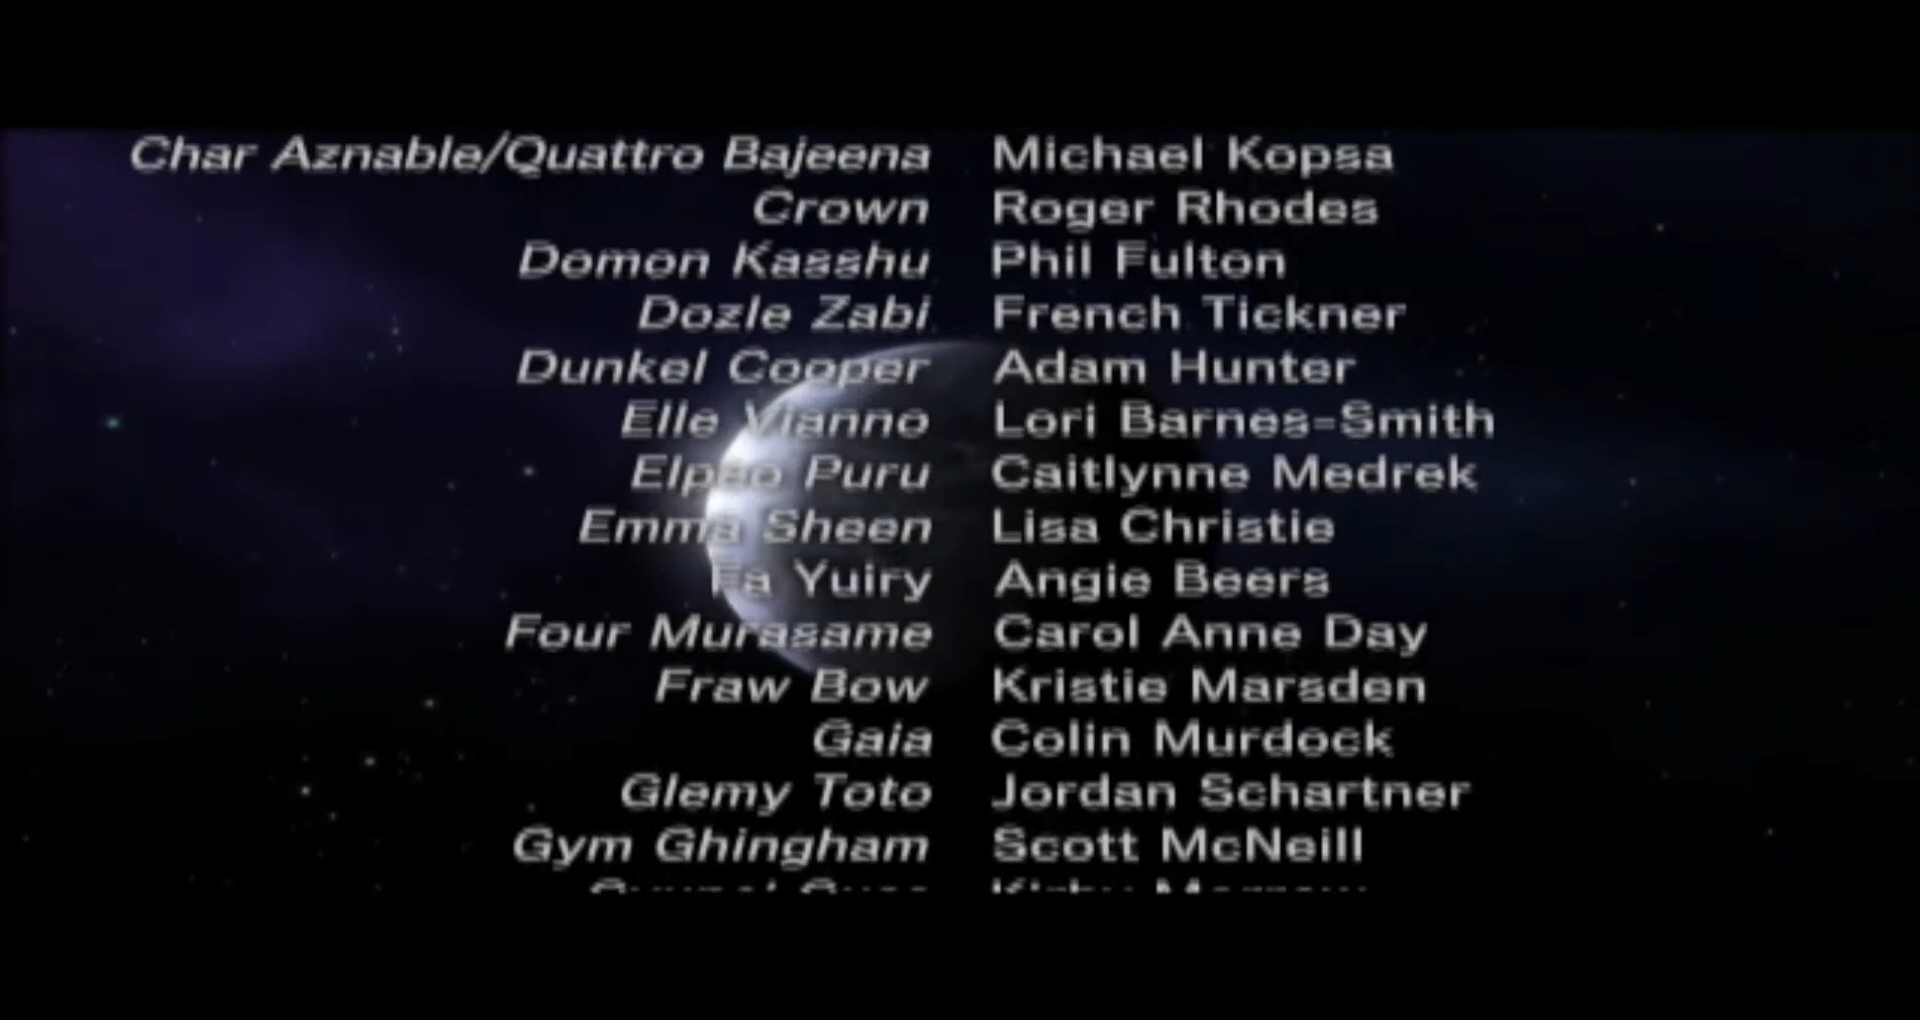 Char Aznable/Quattro Bajeena Michael Kopsa
Crown Roger Rhodes
Domon Kasshu Phil Fulton
Dozle Zabi French Tickner
Dunkel Cooper Adam Hunter
Elle Vianno Lori Barnes-Smith
Elpeo Puru Caitlynne Medrek
Emma Sheen Lisa Christie
Fa Yuiry Angie Beers
Four Murasame Carol Anne Day
Fraw Bow Kristie Marsden
Gaia Colin Murdock
Glemy Toto Jordan Schartner
Gym Ghingham Scott McNeill